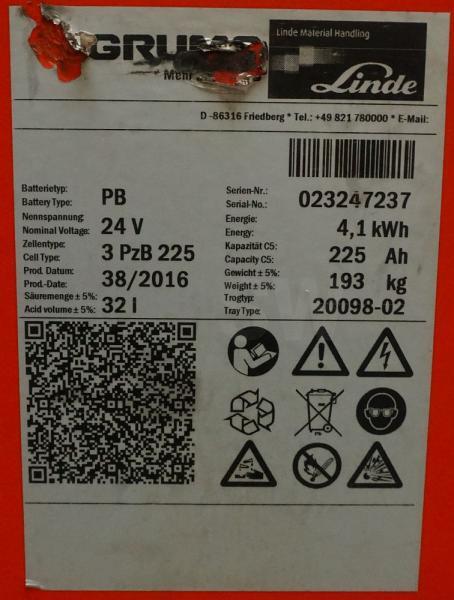 Linde Material Handling
Linde
Mehr
D -86316 Friedberg * Tel.: +49 821 780000 * E-Mail:
Batterietyp:
Battery Type: PB
Nennspannung:
Nominal Voltage: 24 V
Zellentype:
Cell Type: 3 PzB 225
Prod. Datum:
Prod.-Date: 38/2016
Säuremenge ± 5%:
Acid volume ± 5%: 32 l
Serien-Nr.:
Serial-No.: 023247237
Energie:
Energy: 4,1 kWh
Kapazität C5:
Capacity C5: 225 Ah
Gewicht ± 5%:
Weight ± 5%: 193 kg
Trogtyp:
Tray Type: 20098-02